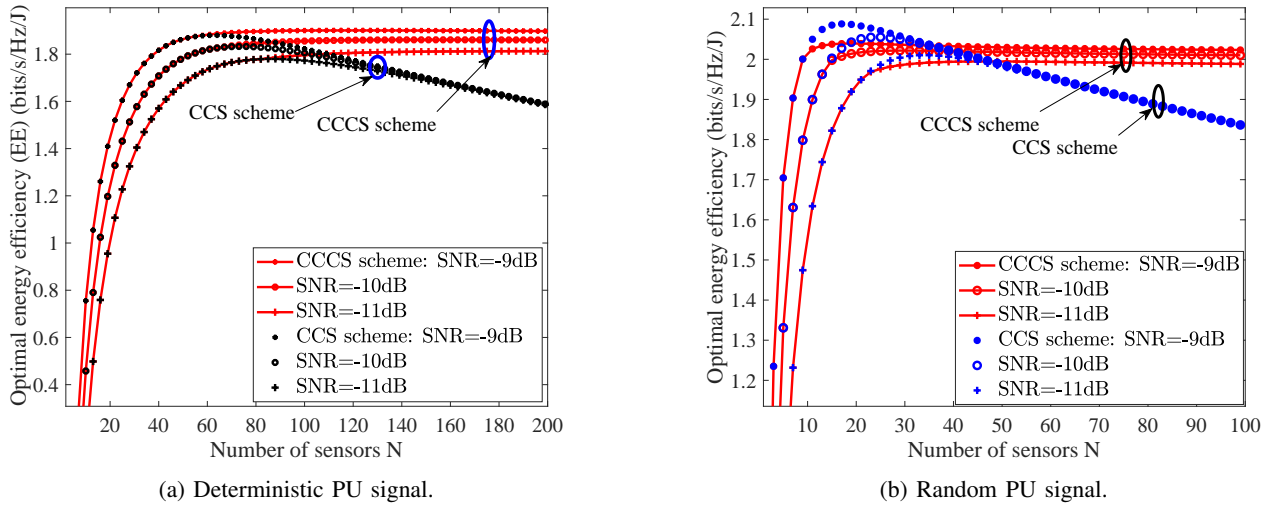 Optimal energy efficiency (EE) (bits/s/Hz/J)
1.8
1.6
1.4
1.2
1
0.8
0.6
0.4
CCS scheme
CCCS scheme
CCCS scheme: SNR=-9dB
SNR=-10dB
SNR=-11dB
CCS scheme: SNR=-9dB
SNR=-10dB
SNR=-11dB
20 40 60 80 100 120 140 160 180 200
Number of sensors N
(a) Deterministic PU signal.
Optimal energy efficiency (bits/s/Hz/J)
2.1
2
1.9
1.8
1.7
1.6
1.5
1.4
1.3
1.2
CCCS scheme
CCS scheme
CCCS scheme: SNR=-9dB
SNR=-10dB
SNR=-11dB
CCS scheme: SNR=-9dB
SNR=-10dB
SNR=-11dB
10 20 30 40 50 60 70 80 90 100
Number of sensors N
(b) Random PU signal.